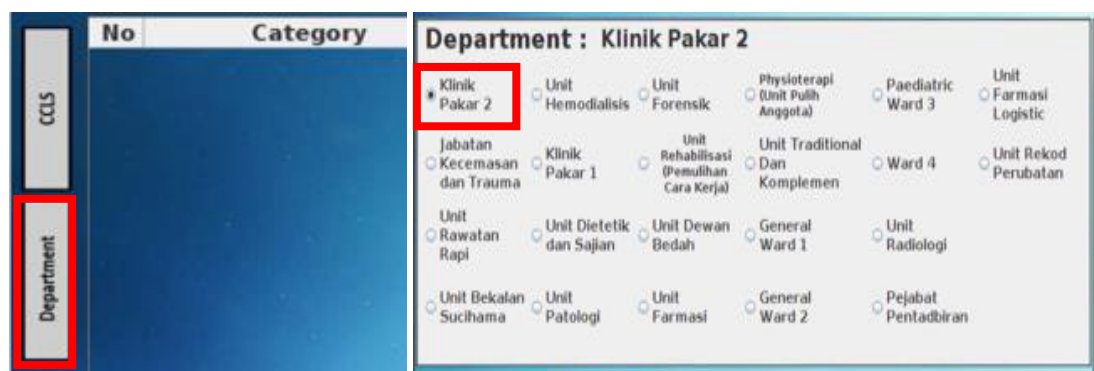 No Category
CCLS
Department
Department : Klinik Pakar 2
Klinik
Pakar 2
Unit
Hemodialisis
Unit
Forensik
Physioterapi
(Unit Pulih
Anggota)
Paediatric
Ward 3
Unit
Farmasi
Logistic
Jabatan
Kecemasan
dan Trauma
Klinik
Pakar 1
Unit
Rehabilisasi
(Pemulihan
Cara Kerja)
Unit Traditional
Dan
Komplemen
Ward 4
Unit Rekod
Perubatan
Unit
Rawatan
Rapi
Unit Dietetik
dan Sajian
Unit Dewan
Bedah
General
Ward 1
Unit
Radiologi
Unit Bekalan
Sucihama
Unit
Patologi
Unit
Farmasi
General
Ward 2
Pejabat
Pentadbiran